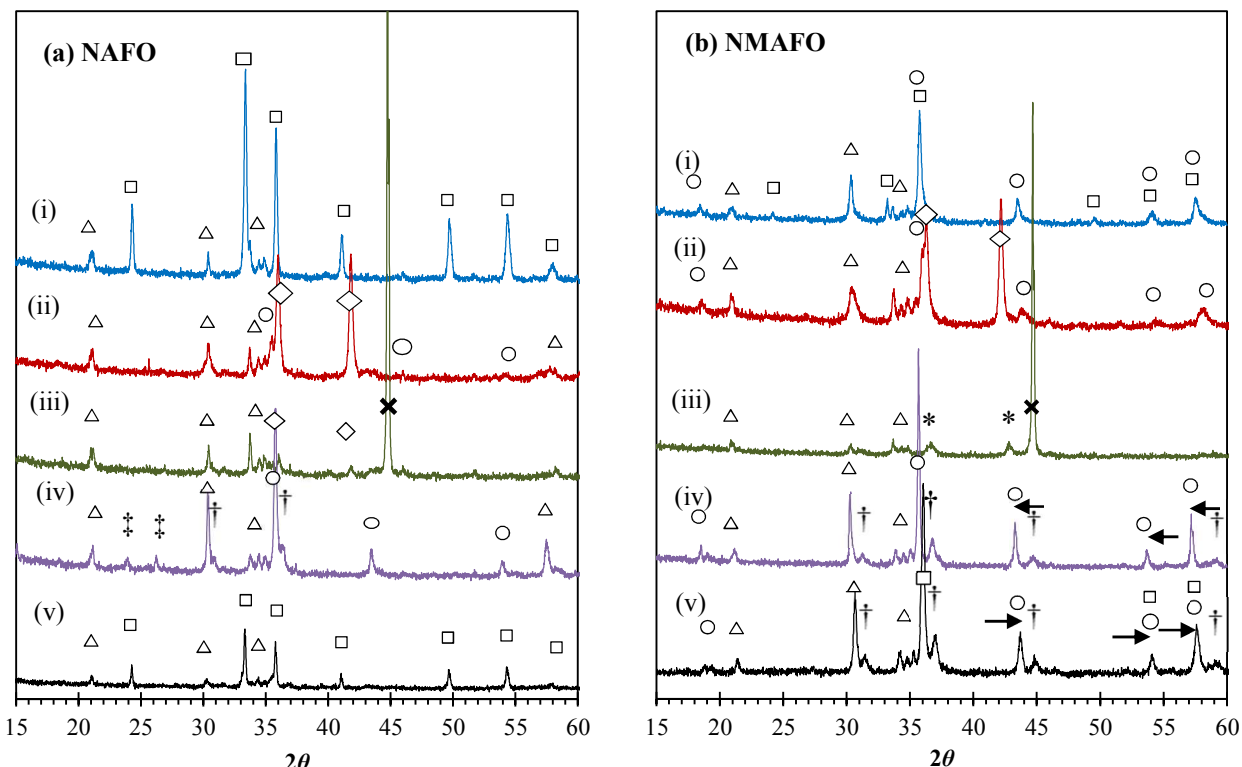 (a) NAFO
(i)
(ii)
(iii)
(iv)
(v)
15 20 25 30 35 40 45 50 55 60
2θ
(b) NMAFO
(i)
(ii)
(iii)
* *
(iv)
(v)
‡ ‡ † †
† † † †
† † † †
15 20 25 30 35 40 45 50 55 60
2θ